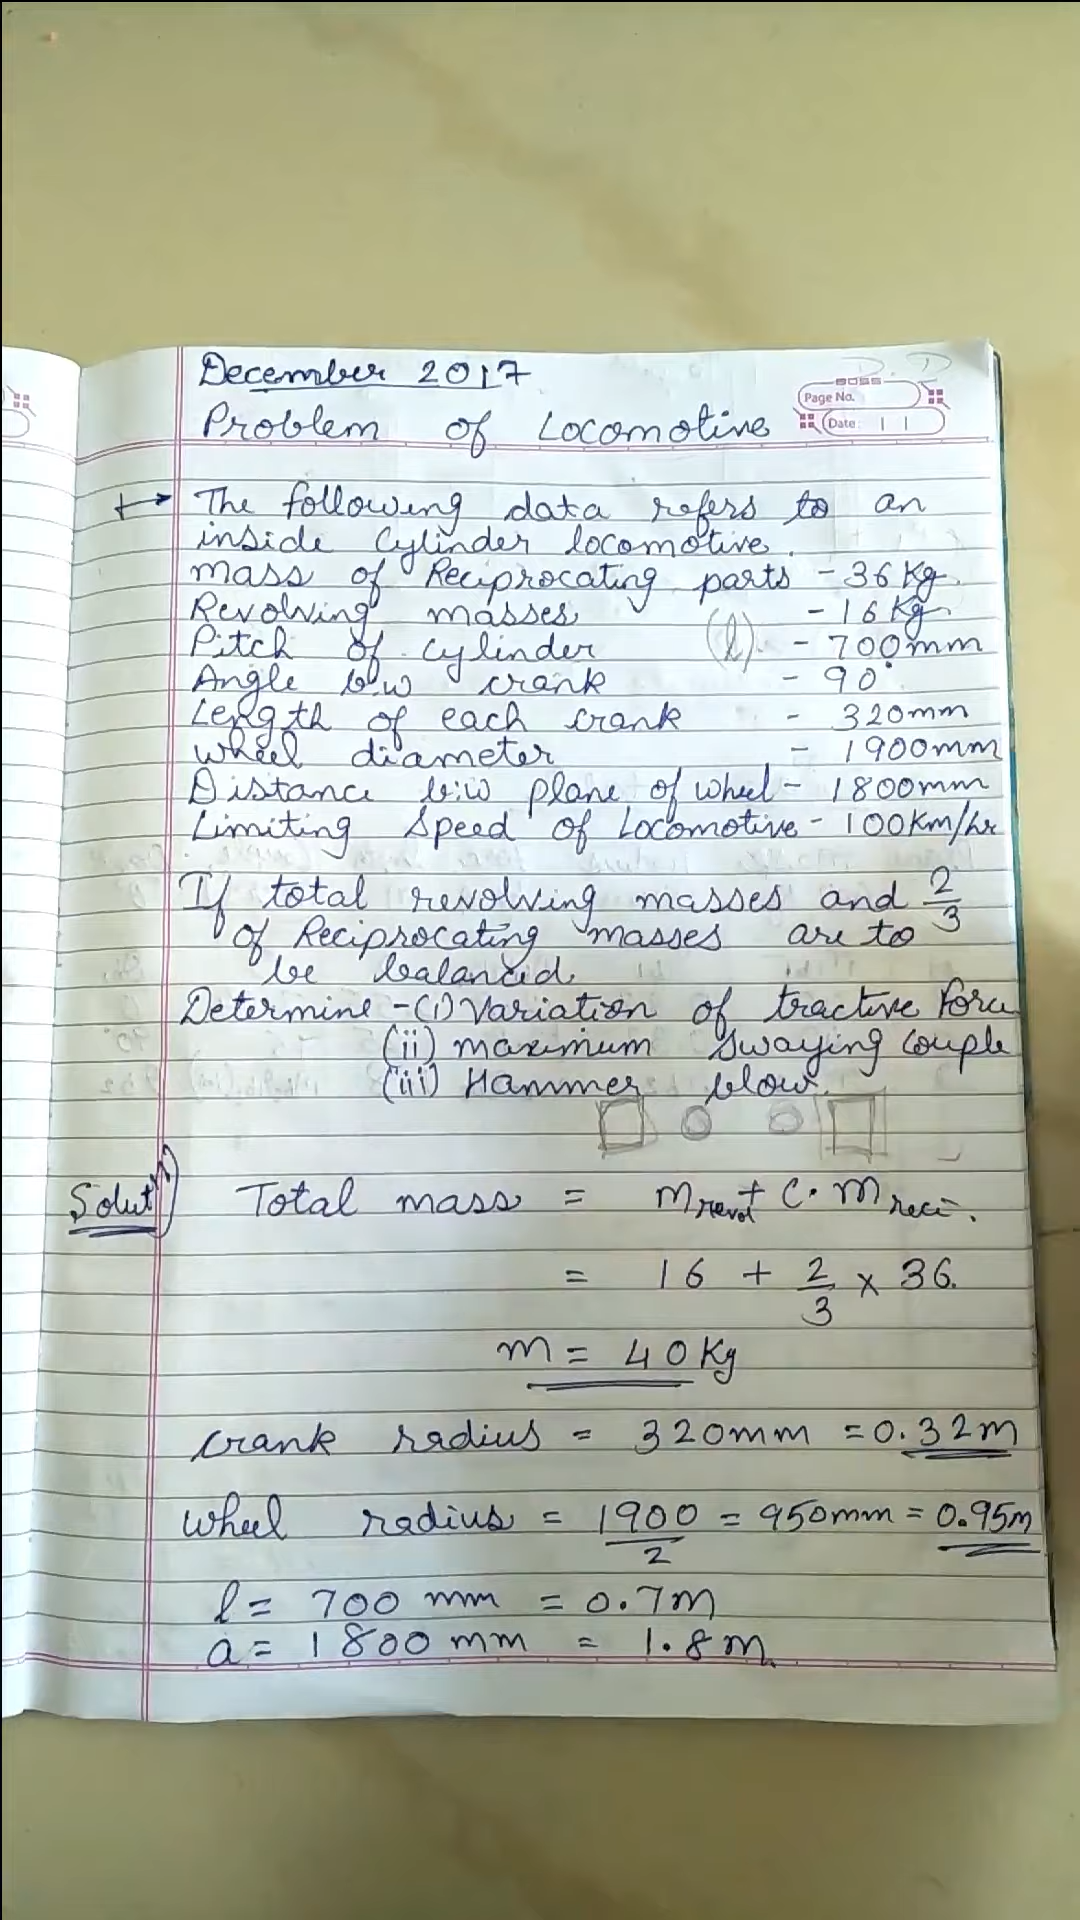 December 2017
BOSS
Page No.
Problem of Locomotive
Date: | |
The following data refers to an
inside cylinder locomotive.
Mass of Reciprocating parts - 36 Kg.
Revolving masses - 16 Kg.
Pitch of cylinder (l) - 700mm
Angle b/w crank - 90°
Length of each crank - 320mm
wheel diameter - 1900mm
Distance b/w plane of wheel - 1800mm
Limiting speed of Locomotive - 100Km/hr
If total revolving masses and 2/3
of Reciprocating masses are to
be balanced.
Determine - (i) Variation of tractive Force
(ii) maximum swaying couple
(iii) Hammer blow.
Solutn) Total mass = m revol + c. m reci.
= 16 + 2/3 x 36.
m = 40 Kg
crank radius = 320mm = 0.32m
wheel radius = 1900/2 = 950mm = 0.95m
l = 700 mm = 0.7m
a = 1800 mm = 1.8m.